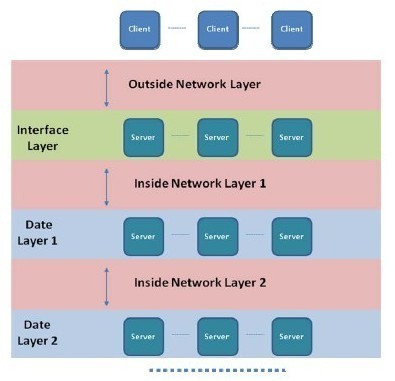 Client Client Client
Outside Network Layer
Interface
Layer
Server Server Server
Inside Network Layer 1
Date
Layer 1
Server Server Server
Inside Network Layer 2
Date
Layer 2
Server Server Server